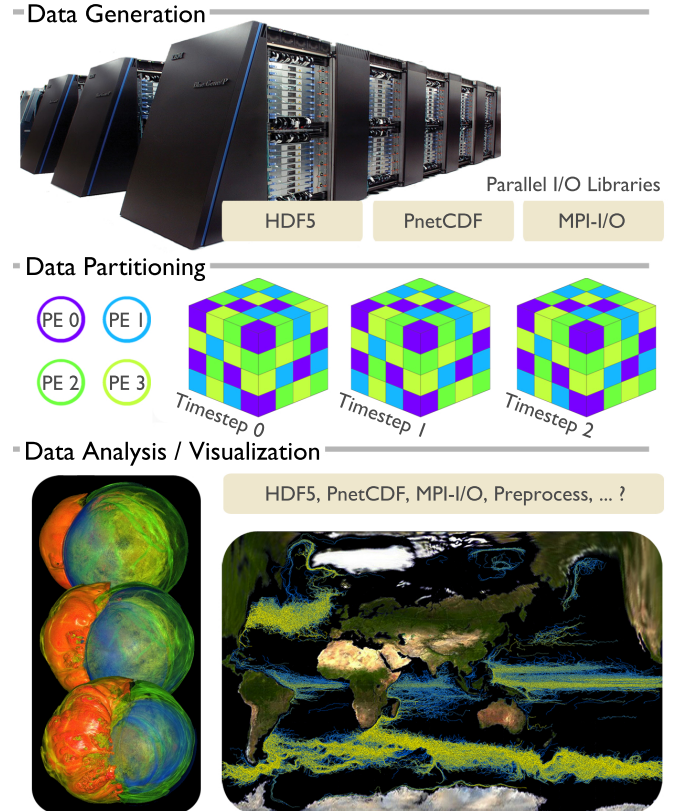 Data Generation
Parallel I/O Libraries
HDF5
PnetCDF
MPI-I/O
Data Partitioning
PE 0
PE 1
PE 2
PE 3
Timestep 0
Timestep 1
Timestep 2
Data Analysis / Visualization
HDF5, PnetCDF, MPI-I/O, Preprocess, ... ?